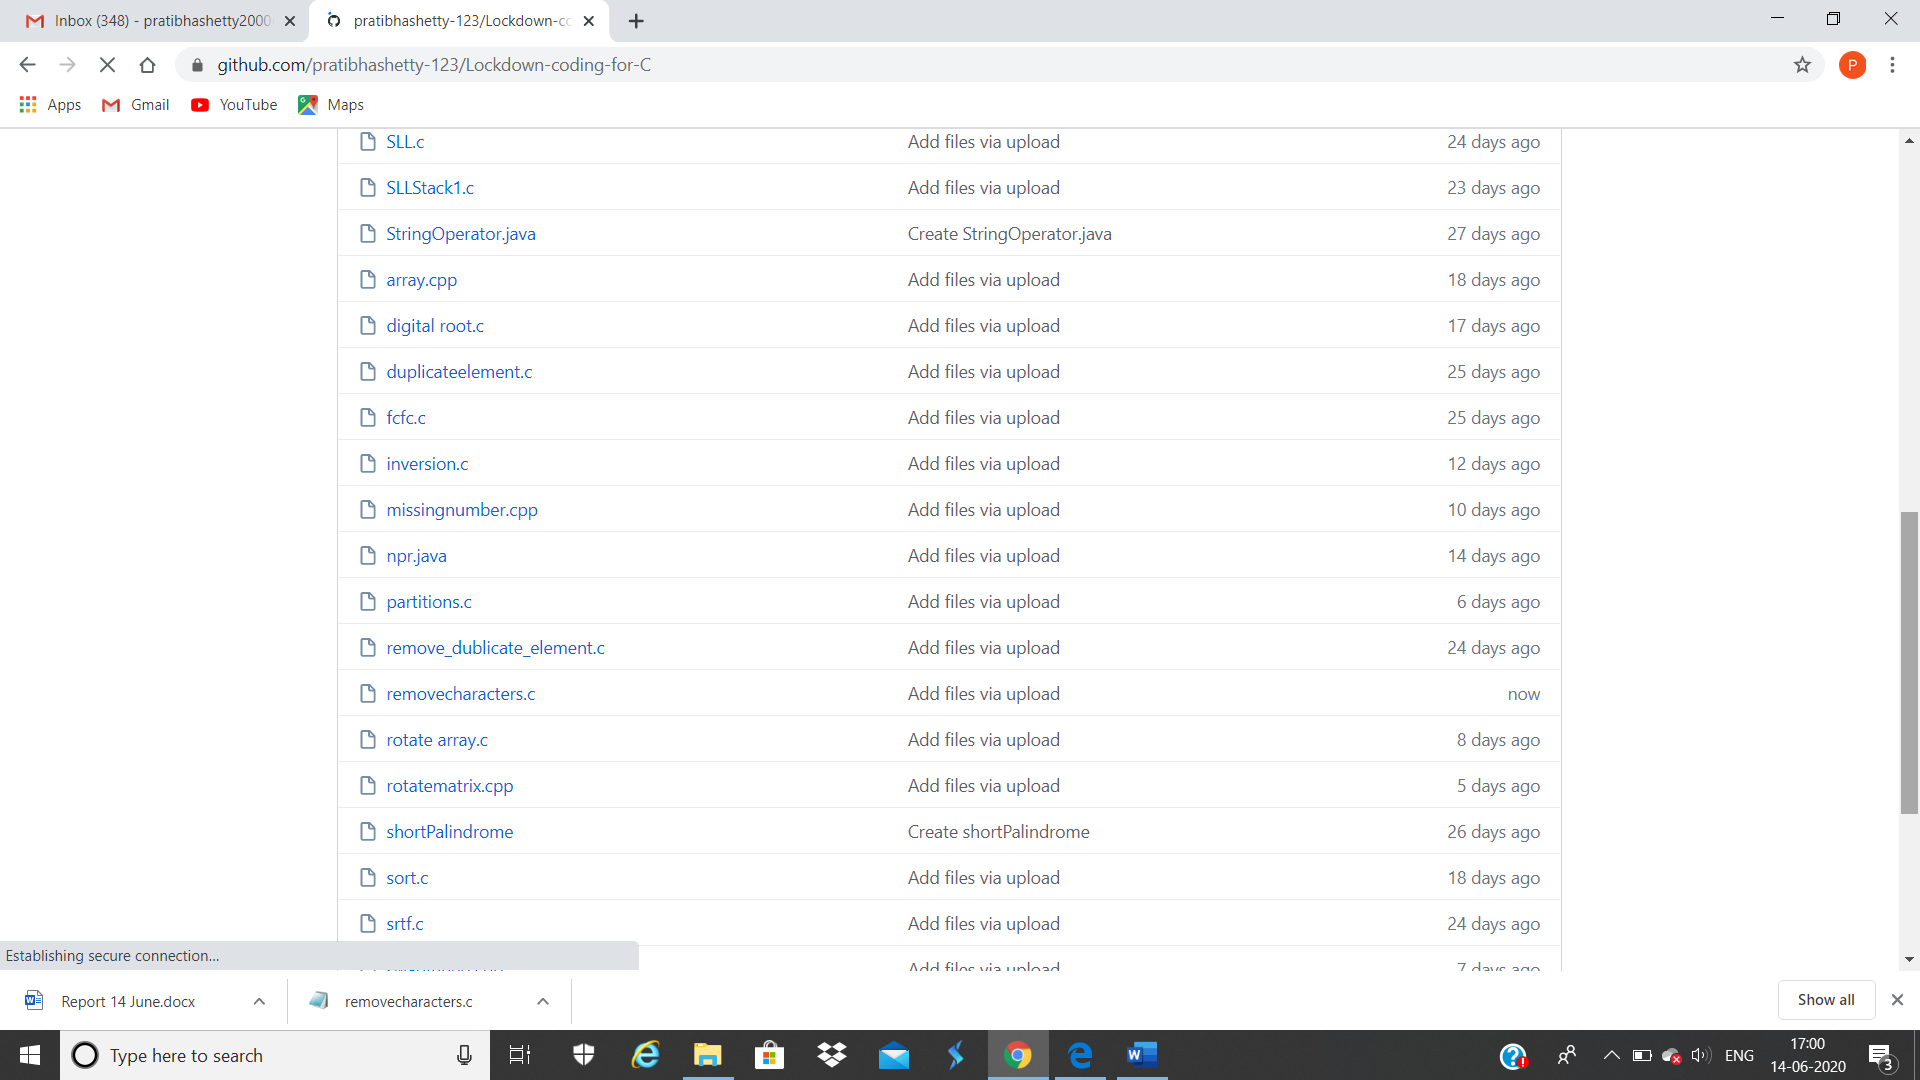 Inbox (348) - pratibhashetty2000
pratibhashetty-123/Lockdown-co
github.com/pratibhashetty-123/Lockdown-coding-for-C
P
Apps Gmail YouTube Maps
SLL.c Add files via upload 24 days ago
SLLStack1.c Add files via upload 23 days ago
StringOperator.java Create StringOperator.java 27 days ago
array.cpp Add files via upload 18 days ago
digital root.c Add files via upload 17 days ago
duplicateelement.c Add files via upload 25 days ago
fcfc.c Add files via upload 25 days ago
inversion.c Add files via upload 12 days ago
missingnumber.cpp Add files via upload 10 days ago
npr.java Add files via upload 14 days ago
partitions.c Add files via upload 6 days ago
remove_dublicate_element.c Add files via upload 24 days ago
removecharacters.c Add files via upload now
rotate array.c Add files via upload 8 days ago
rotatematrix.cpp Add files via upload 5 days ago
shortPalindrome Create shortPalindrome 26 days ago
sort.c Add files via upload 18 days ago
srtf.c Add files via upload 24 days ago
Add files via upload 7 days ago
Establishing secure connection...
Report 14 June.docx removecharacters.c Show all
Type here to search
ENG
17:00
14-06-2020
3